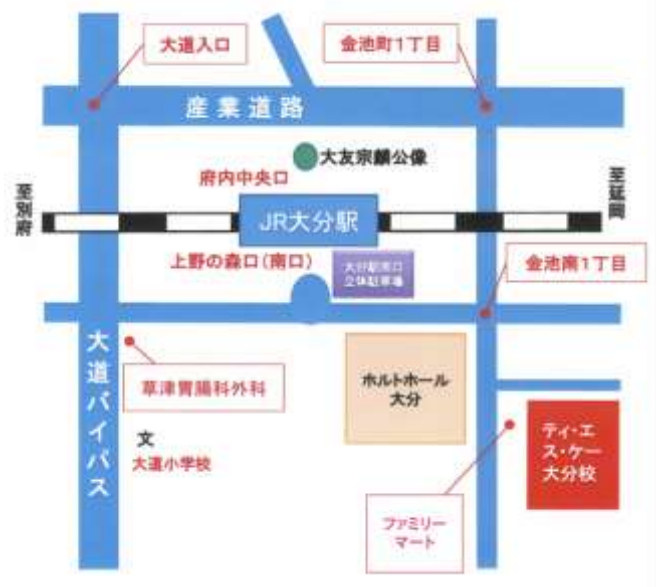 大道入口
金池町1丁目
産業道路
大友宗麟公像
府内中央口
至別府
JR大分駅
至延岡
上野の森口(南口)
大分駅南口
立体駐車場
金池南1丁目
大道バイパス
草津胃腸科外科
ホルトホール
大分
文
大道小学校
ティ・エ
ス・ケー
大分校
ファミリー
マート